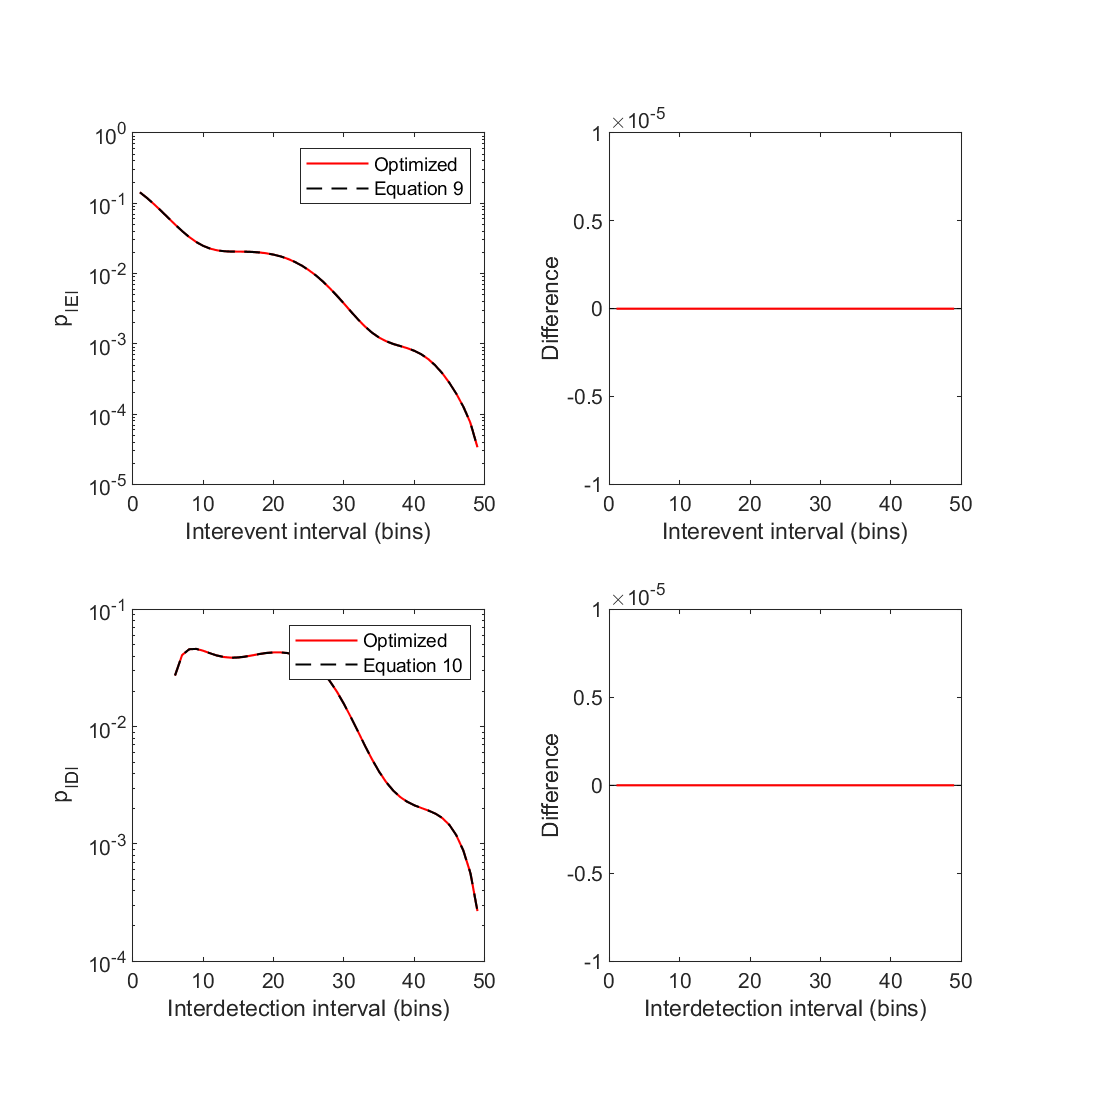 10^0
10^-1
10^-2
10^-3
10^-4
10^-5
p_IEI
Optimized
Equation 9
0 10 20 30 40 50
Interevent interval (bins)
×10^-5
1
0.5
0
-0.5
-1
Difference
0 10 20 30 40 50
Interevent interval (bins)
10^-1
10^-2
10^-3
10^-4
p_IDI
Optimized
Equation 10
0 10 20 30 40 50
Interdetection interval (bins)
×10^-5
1
0.5
0
-0.5
-1
Difference
0 10 20 30 40 50
Interdetection interval (bins)